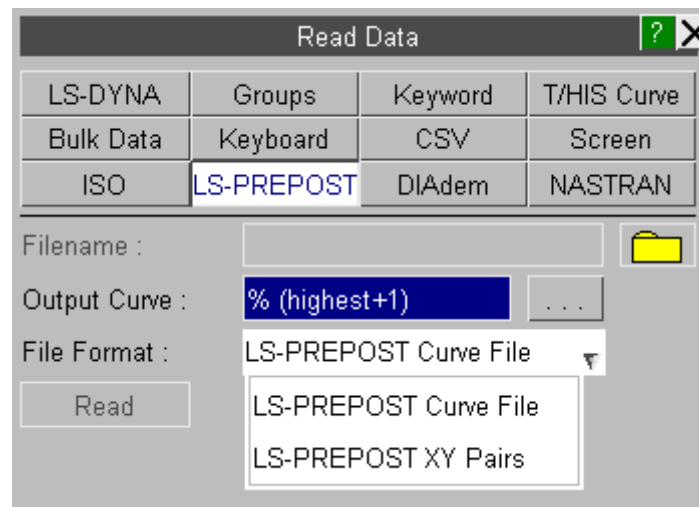 Read Data ? X
LS-DYNA Groups Keyword T/HIS Curve
Bulk Data Keyboard CSV Screen
ISO LS-PREPOST DIAdem NASTRAN
Filename :
Output Curve : % (highest+1) ...
File Format : LS-PREPOST Curve File
Read LS-PREPOST Curve File
LS-PREPOST XY Pairs